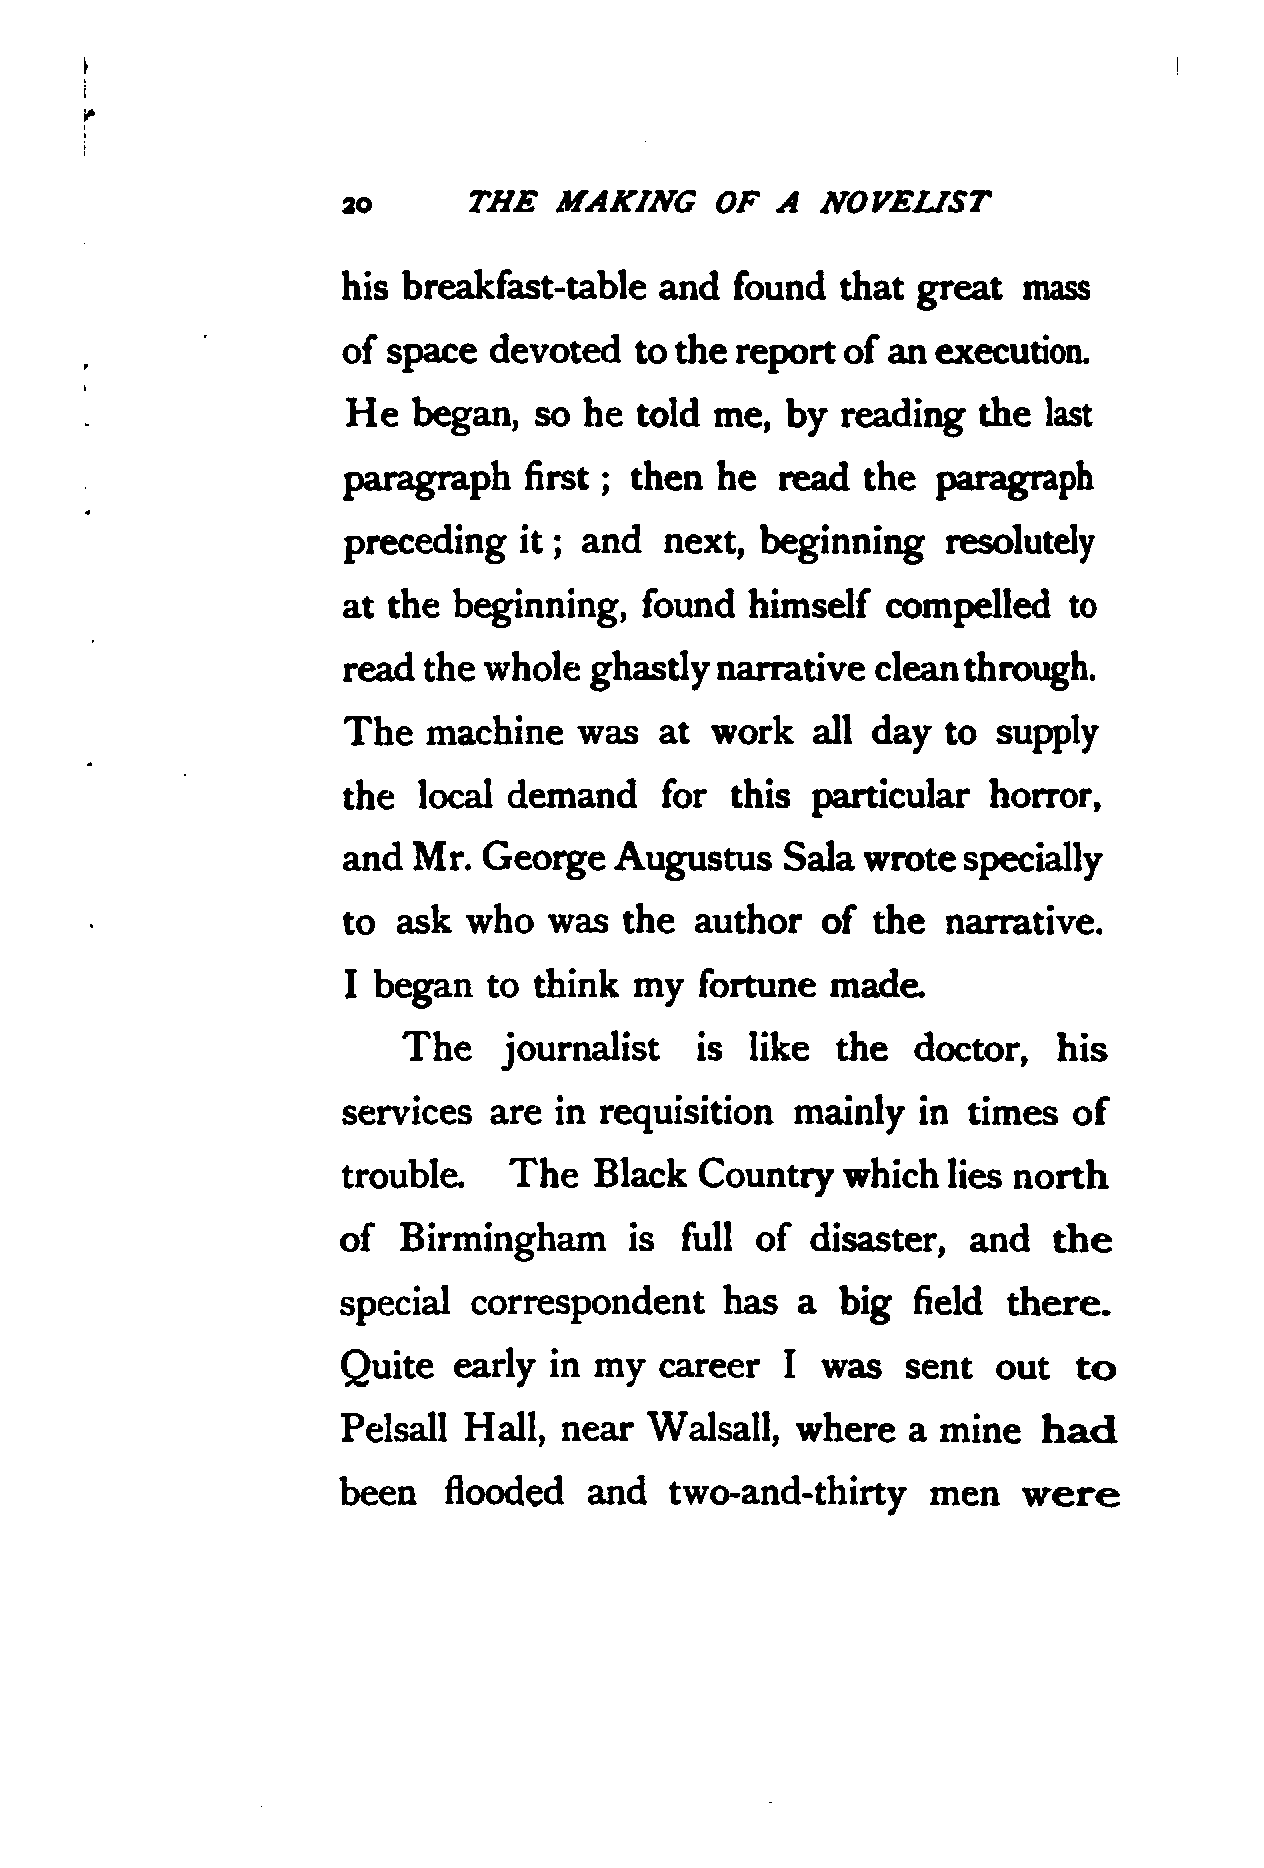 20 THE MAKING OF A NOVELIST
his breakfast-table and found that great mass
of space devoted to the report of an execution.
He began, so he told me, by reading the last
paragraph first ; then he read the paragraph
preceding it ; and next, beginning resolutely
at the beginning, found himself compelled to
read the whole ghastly narrative clean through.
The machine was at work all day to supply
the local demand for this particular horror,
and Mr. George Augustus Sala wrote specially
to ask who was the author of the narrative.
I began to think my fortune made.
The journalist is like the doctor, his
services are in requisition mainly in times of
trouble. The Black Country which lies north
of Birmingham is full of disaster, and the
special correspondent has a big field there.
Quite early in my career I was sent out to
Pelsall Hall, near Walsall, where a mine had
been flooded and two-and-thirty men were